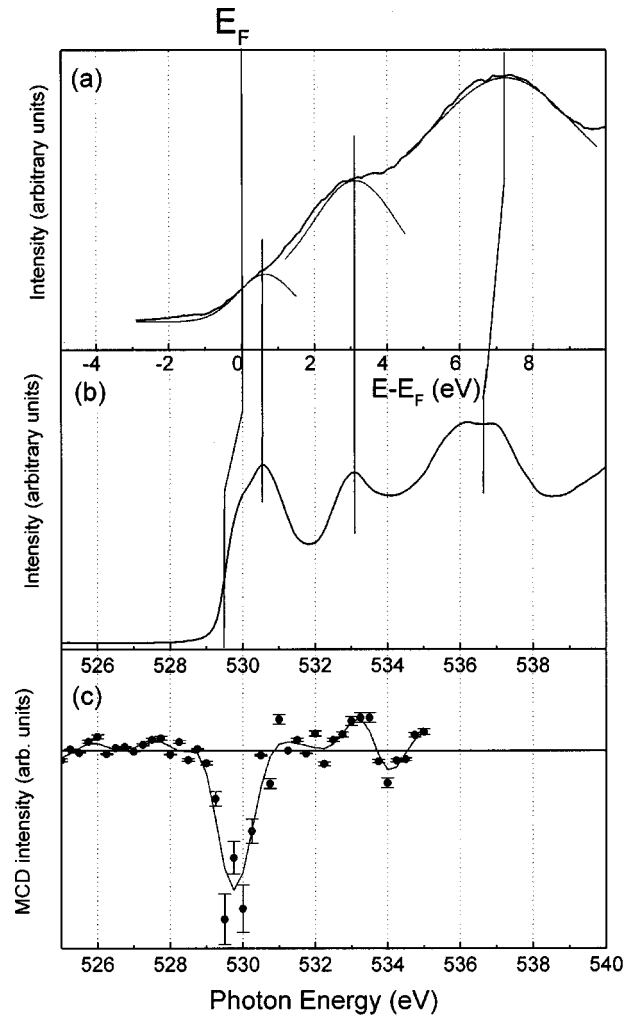 E_F
(a)
Intensity (arbitrary units)
-4 -2 0 2 4 6 8
E-E_F (eV)
(b)
Intensity (arbitrary units)
526 528 530 532 534 536 538
(c)
MCD intensity (arb. units)
526 528 530 532 534 536 538 540
Photon Energy (eV)